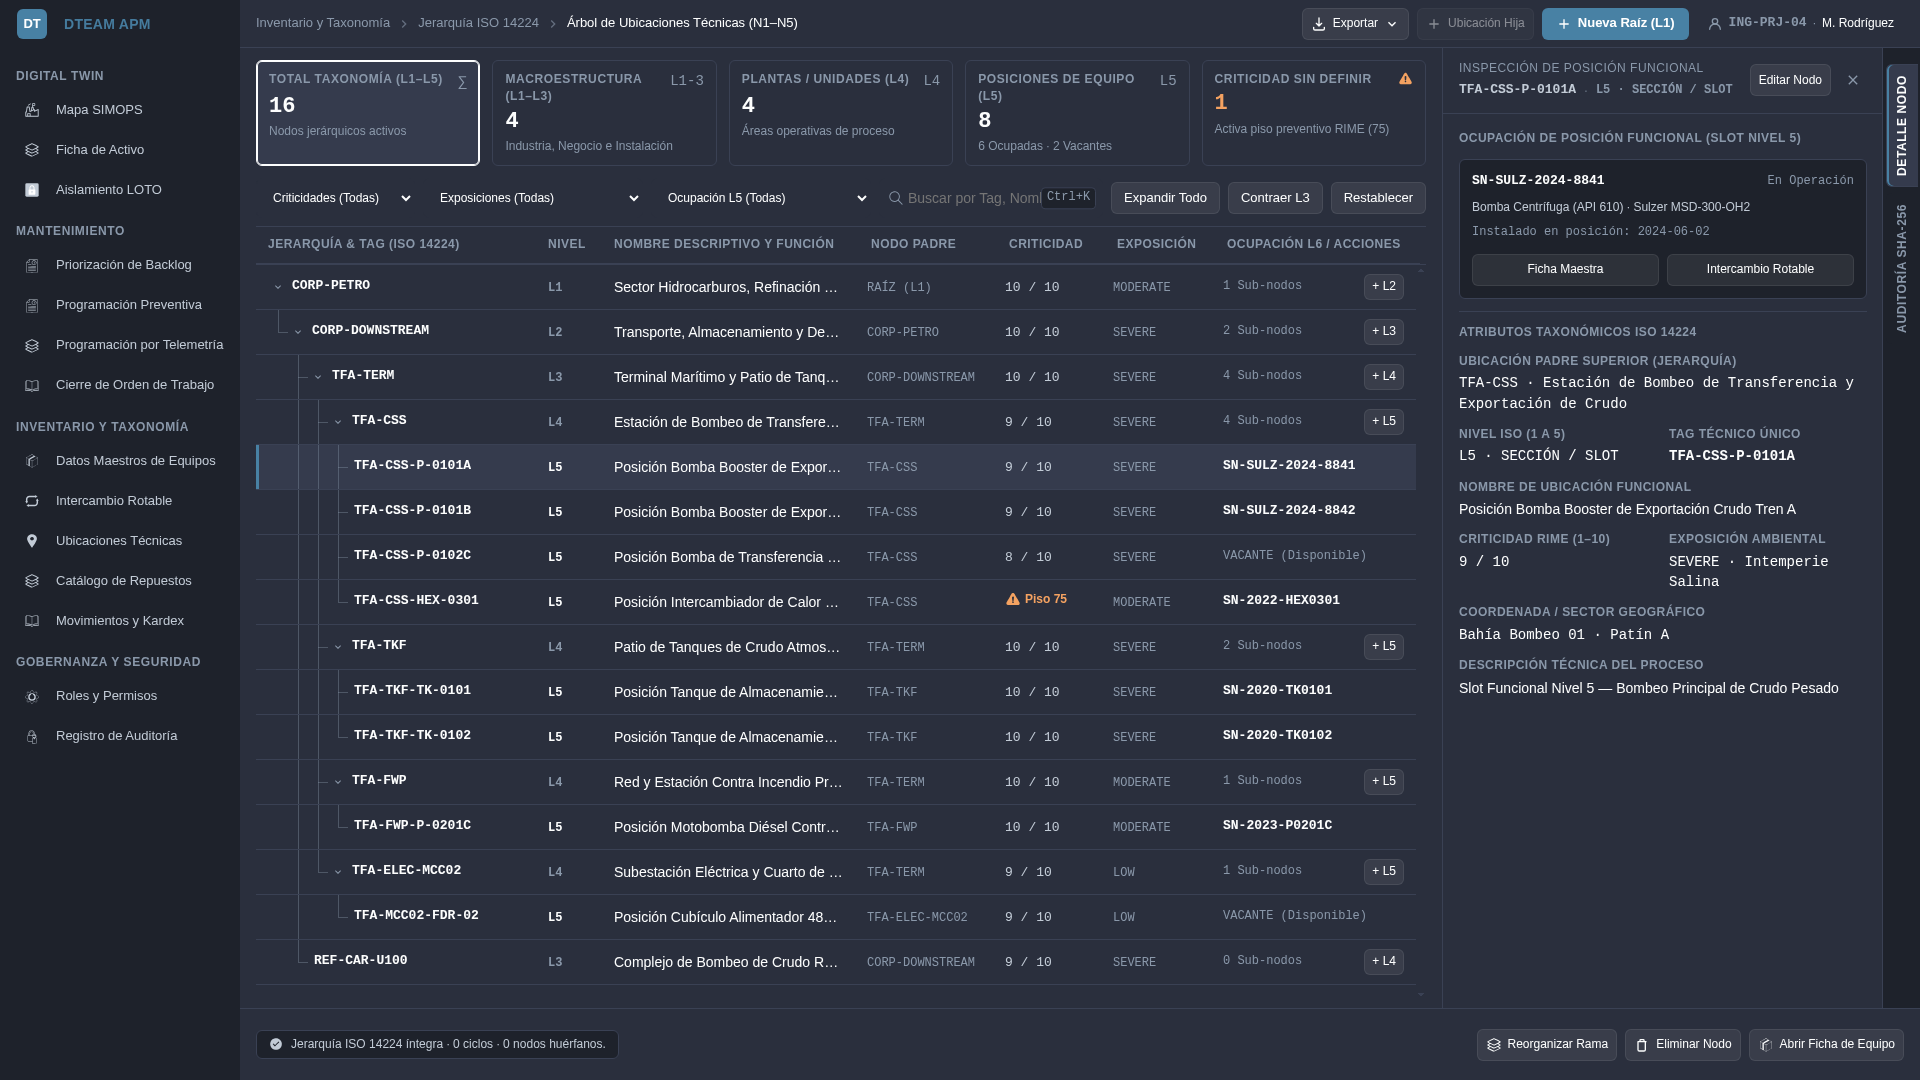 DT DTEAM APM
DIGITAL TWIN
Mapa SIMOPS
Ficha de Activo
Aislamiento LOTO
MANTENIMIENTO
Priorización de Backlog
Programación Preventiva
Programación por Telemetría
Cierre de Orden de Trabajo
INVENTARIO Y TAXONOMÍA
Datos Maestros de Equipos
Intercambio Rotable
Ubicaciones Técnicas
Catálogo de Repuestos
Movimientos y Kardex
GOBERNANZA Y SEGURIDAD
Roles y Permisos
Registro de Auditoría
Inventario y Taxonomía > Jerarquía ISO 14224 > Árbol de Ubicaciones Técnicas (N1–N5)
Exportar
+ Ubicación Hija
+ Nueva Raíz (L1)
ING-PRJ-04 · M. Rodríguez
TOTAL TAXONOMÍA (L1–L5) ∑
16
Nodos jerárquicos activos
MACROESTRUCTURA (L1–L3) L1-3
4
Industria, Negocio e Instalación
PLANTAS / UNIDADES (L4) L4
4
Áreas operativas de proceso
POSICIONES DE EQUIPO (L5) L5
8
6 Ocupadas · 2 Vacantes
CRITICIDAD SIN DEFINIR
1
Activa piso preventivo RIME (75)
Criticidades (Todas) Exposiciones (Todas) Ocupación L5 (Todas) Buscar por Tag, Noml Ctrl+K Expandir Todo Contraer L3 Restablecer
JERARQUÍA & TAG (ISO 14224) NIVEL NOMBRE DESCRIPTIVO Y FUNCIÓN NODO PADRE CRITICIDAD EXPOSICIÓN OCUPACIÓN L6 / ACCIONES
CORP-PETRO L1 Sector Hidrocarburos, Refinación ... RAÍZ (L1) 10 / 10 MODERATE 1 Sub-nodos + L2
CORP-DOWNSTREAM L2 Transporte, Almacenamiento y De... CORP-PETRO 10 / 10 SEVERE 2 Sub-nodos + L3
TFA-TERM L3 Terminal Marítimo y Patio de Tanq... CORP-DOWNSTREAM 10 / 10 SEVERE 4 Sub-nodos + L4
TFA-CSS L4 Estación de Bombeo de Transfere... TFA-TERM 9 / 10 SEVERE 4 Sub-nodos + L5
TFA-CSS-P-0101A L5 Posición Bomba Booster de Expor... TFA-CSS 9 / 10 SEVERE SN-SULZ-2024-8841
TFA-CSS-P-0101B L5 Posición Bomba Booster de Expor... TFA-CSS 9 / 10 SEVERE SN-SULZ-2024-8842
TFA-CSS-P-0102C L5 Posición Bomba de Transferencia ... TFA-CSS 8 / 10 SEVERE VACANTE (Disponible)
TFA-CSS-HEX-0301 L5 Posición Intercambiador de Calor ... TFA-CSS Piso 75 MODERATE SN-2022-HEX0301
TFA-TKF L4 Patio de Tanques de Crudo Atmos... TFA-TERM 10 / 10 SEVERE 2 Sub-nodos + L5
TFA-TKF-TK-0101 L5 Posición Tanque de Almacenamie... TFA-TKF 10 / 10 SEVERE SN-2020-TK0101
TFA-TKF-TK-0102 L5 Posición Tanque de Almacenamie... TFA-TKF 10 / 10 SEVERE SN-2020-TK0102
TFA-FWP L4 Red y Estación Contra Incendio Pr... TFA-TERM 10 / 10 MODERATE 1 Sub-nodos + L5
TFA-FWP-P-0201C L5 Posición Motobomba Diésel Contr... TFA-FWP 10 / 10 MODERATE SN-2023-P0201C
TFA-ELEC-MCC02 L4 Subestación Eléctrica y Cuarto de ... TFA-TERM 9 / 10 LOW 1 Sub-nodos + L5
TFA-MCC02-FDR-02 L5 Posición Cubículo Alimentador 48... TFA-ELEC-MCC02 9 / 10 LOW VACANTE (Disponible)
REF-CAR-U100 L3 Complejo de Bombeo de Crudo R... CORP-DOWNSTREAM 10 / 10 SEVERE 0 Sub-nodos + L4
INSPECCIÓN DE POSICIÓN FUNCIONAL
TFA-CSS-P-0101A · L5 · SECCIÓN / SLOT
Editar Nodo
OCUPACIÓN DE POSICIÓN FUNCIONAL (SLOT NIVEL 5)
SN-SULZ-2024-8841 En Operación
Bomba Centrífuga (API 610) · Sulzer MSD-300-OH2
Instalado en posición: 2024-06-02
Ficha Maestra Intercambio Rotable
ATRIBUTOS TAXONÓMICOS ISO 14224
UBICACIÓN PADRE SUPERIOR (JERARQUÍA)
TFA-CSS · Estación de Bombeo de Transferencia y
Exportación de Crudo
NIVEL ISO (1 A 5) TAG TÉCNICO ÚNICO
L5 · SECCIÓN / SLOT TFA-CSS-P-0101A
NOMBRE DE UBICACIÓN FUNCIONAL
Posición Bomba Booster de Exportación Crudo Tren A
CRITICIDAD RIME (1–10) EXPOSICIÓN AMBIENTAL
9 / 10 SEVERE · Intemperie
Salina
COORDENADA / SECTOR GEOGRÁFICO
Bahía Bombeo 01 · Patín A
DESCRIPCIÓN TÉCNICA DEL PROCESO
Slot Funcional Nivel 5 — Bombeo Principal de Crudo Pesado
DETALLE NODO
AUDITORÍA SHA-256
Jerarquía ISO 14224 íntegra · 0 ciclos · 0 nodos huérfanos.
Reorganizar Rama Eliminar Nodo Abrir Ficha de Equipo